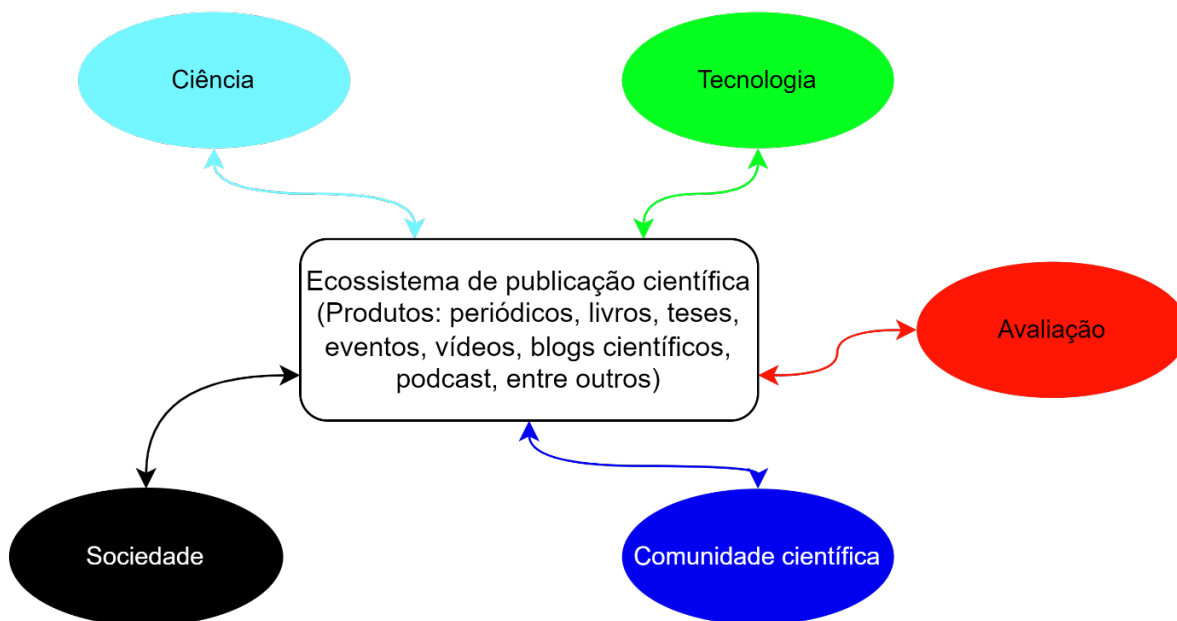 Ciência
Tecnologia
Ecossistema de publicação científica
(Produtos: periódicos, livros, teses,
eventos, vídeos, blogs científicos,
podcast, entre outros)
Avaliação
Sociedade
Comunidade científica